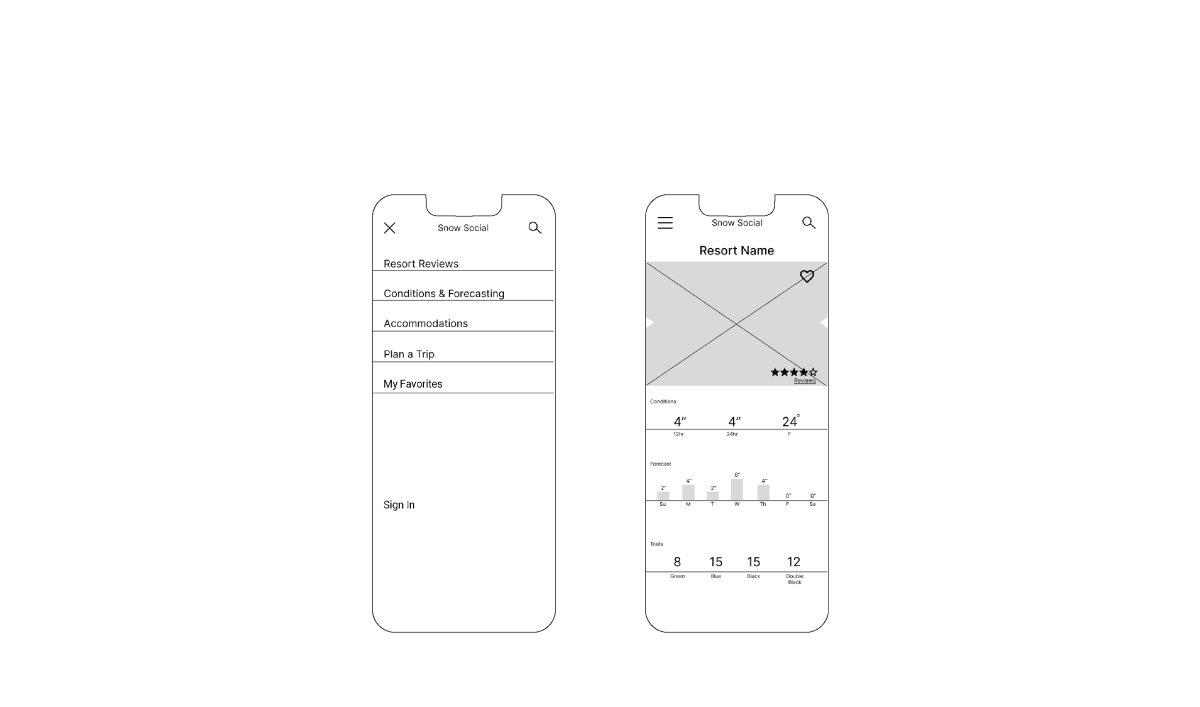 Snow Social
Resort Reviews
Conditions & Forecasting
Accommodations
Plan a Trip
My Favorites
Sign In
Snow Social
Resort Name
Reviews
Conditions
4” 4” 24°
12hr 24hr F
Forecast
2” 4” 2” 6” 4” 0” 0”
Su M T W Th F Sa
Trails
8 15 15 12
Green Blue Black Double
Black